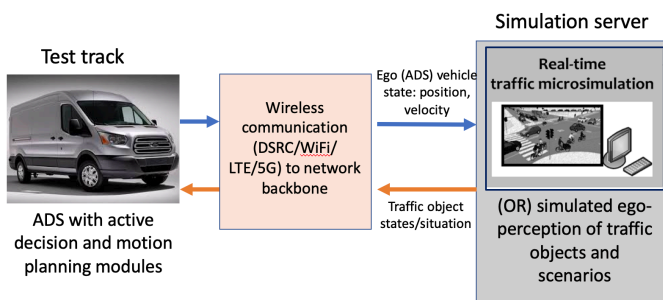 Simulation server
Test track
Real-time
traffic microsimulation
Wireless
communication
(DSRC/WiFi/
LTE/5G) to network
backbone
Ego (ADS) vehicle
state: position,
velocity
Traffic object
states/situation
ADS with active
decision and motion
planning modules
(OR) simulated ego-
perception of traffic
objects and
scenarios